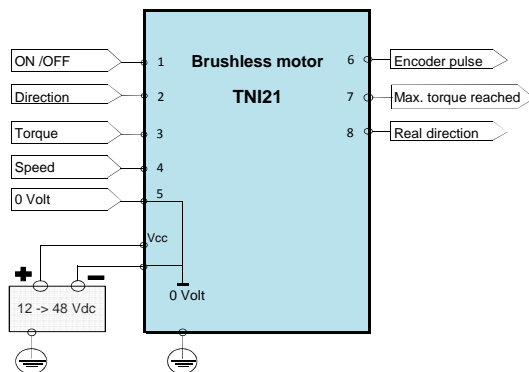 ON /OFF
Direction
Torque
Speed
0 Volt
1
2
3
4
5
Vcc
Brushless motor
TNI21
0 Volt
6
7
8
Encoder pulse
Max. torque reached
Real direction
+
–
12 -> 48 Vdc